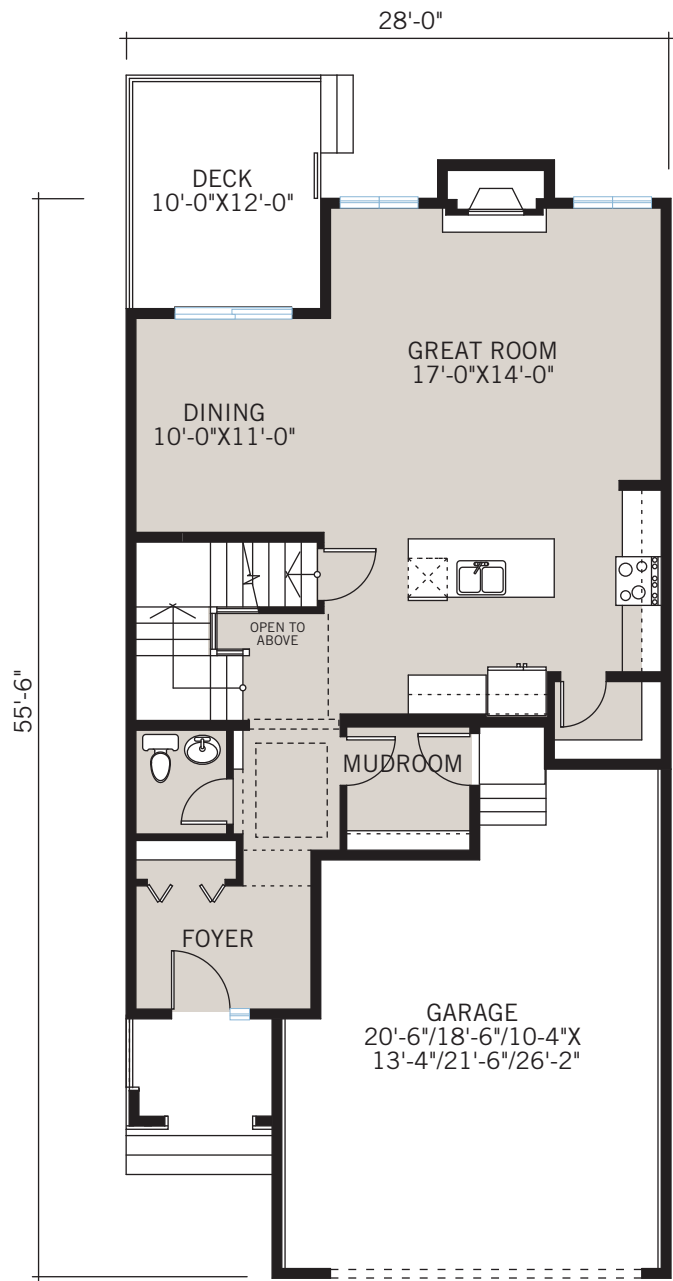 28'-0"
DECK
10'-0"X12'-0"
GREAT ROOM
17'-0"X14'-0"
DINING
10'-0"X11'-0"
OPEN TO
ABOVE
55'-6"
MUDROOM
FOYER
GARAGE
20'-6"/18'-6"/10-4"X
13'-4"/21'-6"/26'-2"